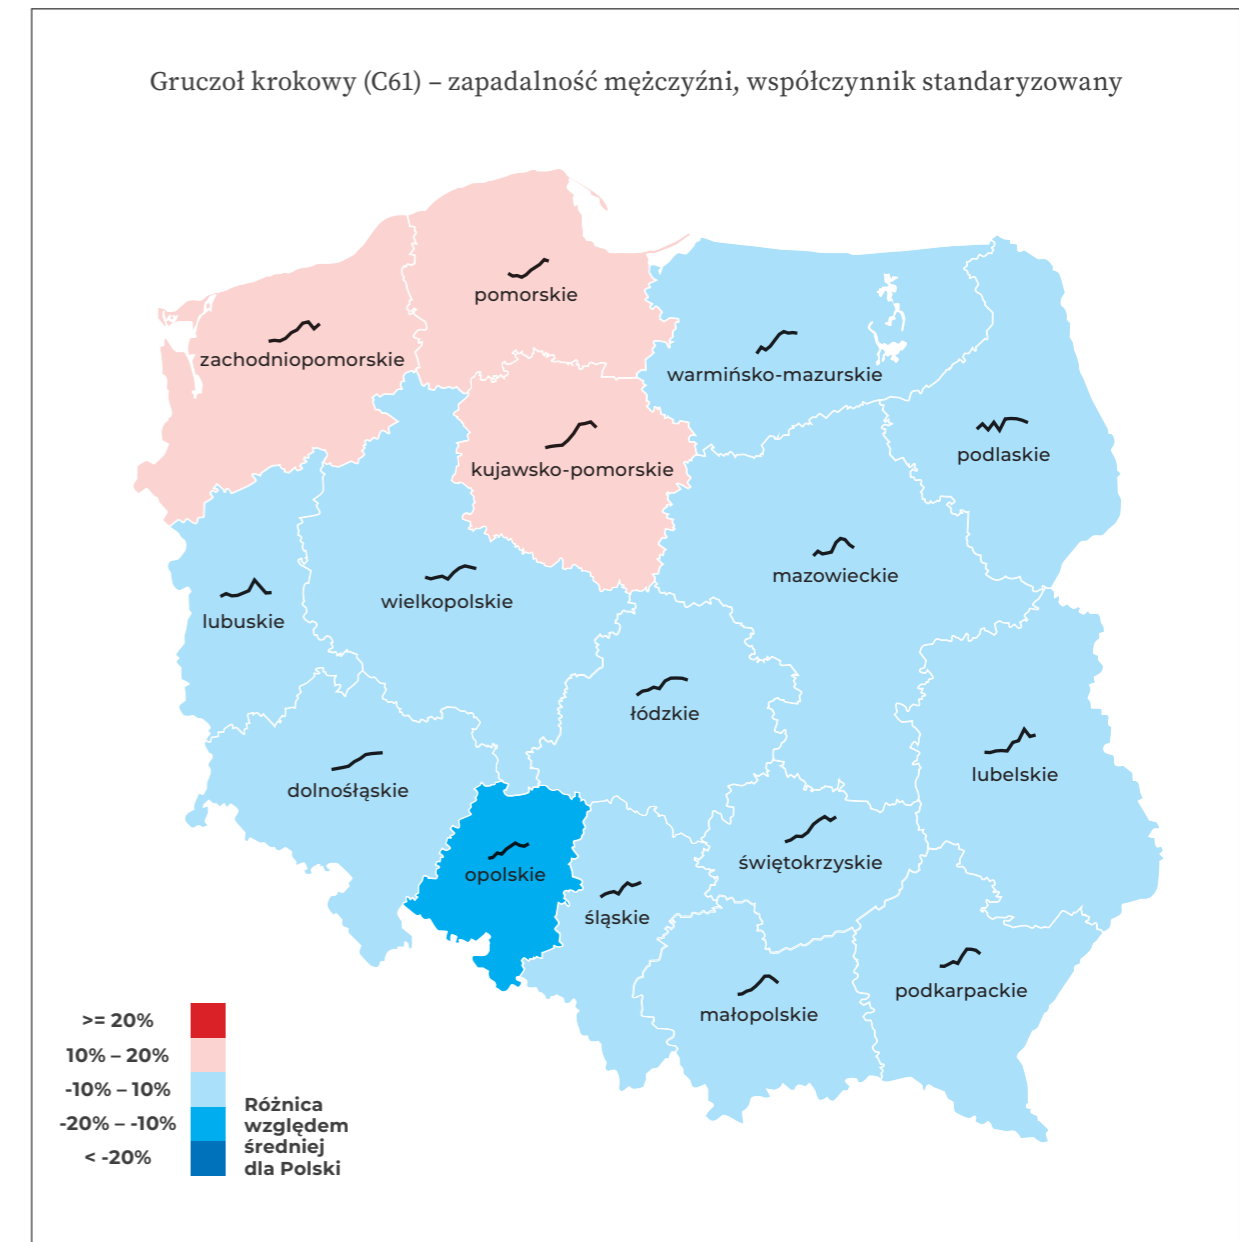 Gruczoł krokowy (C61) – zapadalność mężczyźni, współczynnik standaryzowany
pomorskie
zachodniopomorskie
warmińsko-mazurskie
podlaskie
kujawsko-pomorskie
mazowieckie
wielkopolskie
lubuskie
łódzkie
lubelskie
dolnośląskie
świętokrzyskie
opolskie
śląskie
podkarpackie
małopolskie
>= 20%
10% – 20%
-10% – 10%
-20% – -10%
< -20%
Różnica
względem
średniej
dla Polski